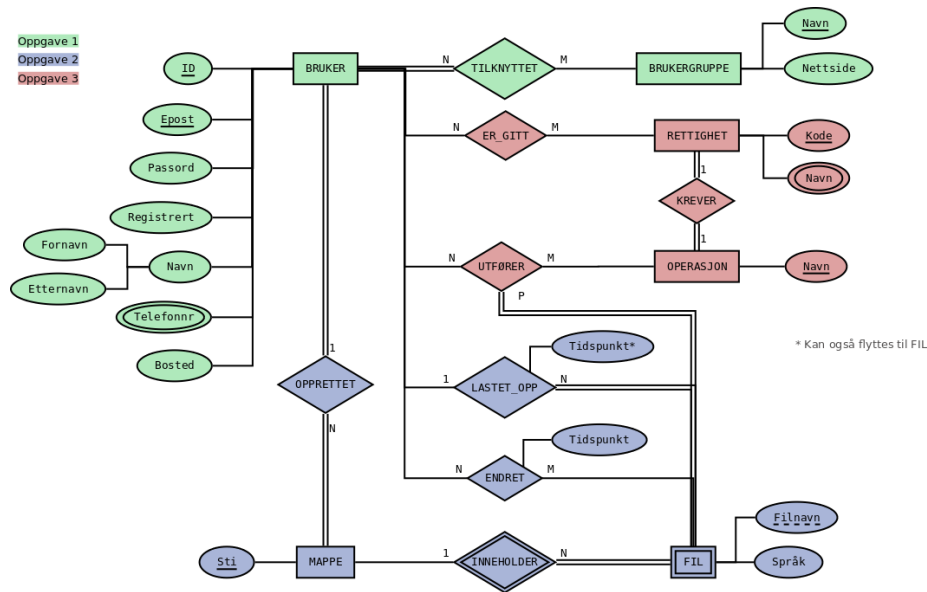 Oppgave 1
Oppgave 2
Oppgave 3
ID
BRUKER
N
TILKNYTTET
M
BRUKERGRUPPE
Navn
Nettside
Epost
Passord
Registrert
Fornavn
Etternavn
Navn
Telefonnr
Bosted
N
ER_GITT
M
RETTIGHET
Kode
Navn
1
KREVER
1
N
UTFØRER
M
OPERASJON
Navn
P
* Kan også flyttes til FIL
1
OPPRETTET
N
1
LASTET_OPP
N
Tidspunkt*
N
ENDRET
M
Tidspunkt
Sti
MAPPE
1
INNEHOLDER
N
FIL
Filnavn
Språk